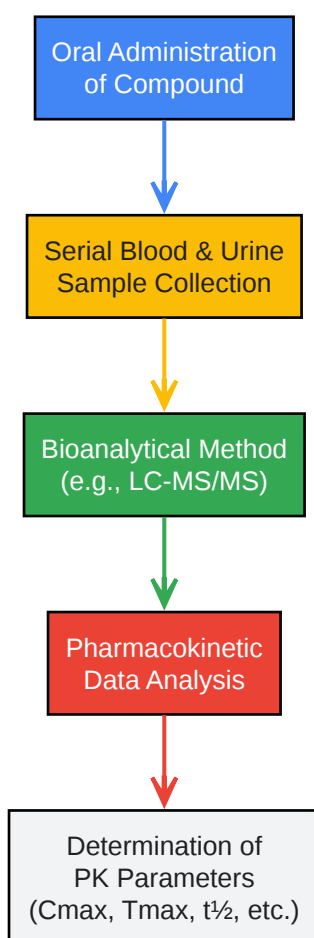 Oral Administration
of Compound
Serial Blood & Urine
Sample Collection
Bioanalytical Method
(e.g., LC-MS/MS)
Pharmacokinetic
Data Analysis
Determination of
PK Parameters
(Cmax, Tmax, t½, etc.)